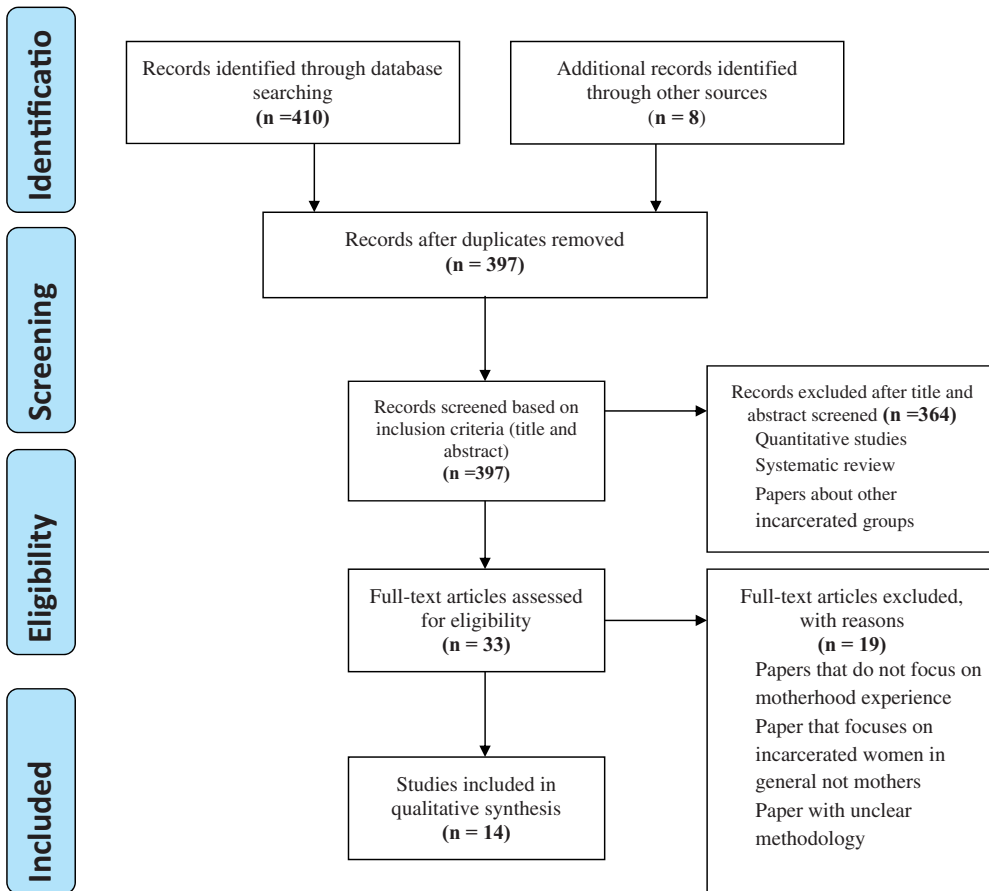 Identificatio
Records identified through database
searching
(n =410)
Additional records identified
through other sources
(n = 8)
Records after duplicates removed
(n = 397)
Screening
Records screened based on
inclusion criteria (title and
abstract)
(n =397)
Records excluded after title and
abstract screened (n =364)
Quantitative studies
Systematic review
Papers about other
incarcerated groups
Eligibility
Full-text articles assessed
for eligibility
(n = 33)
Full-text articles excluded,
with reasons
(n = 19)
Papers that do not focus on
motherhood experience
Paper that focuses on
incarcerated women in
general not mothers
Paper with unclear
methodology
Included
Studies included in
qualitative synthesis
(n = 14)